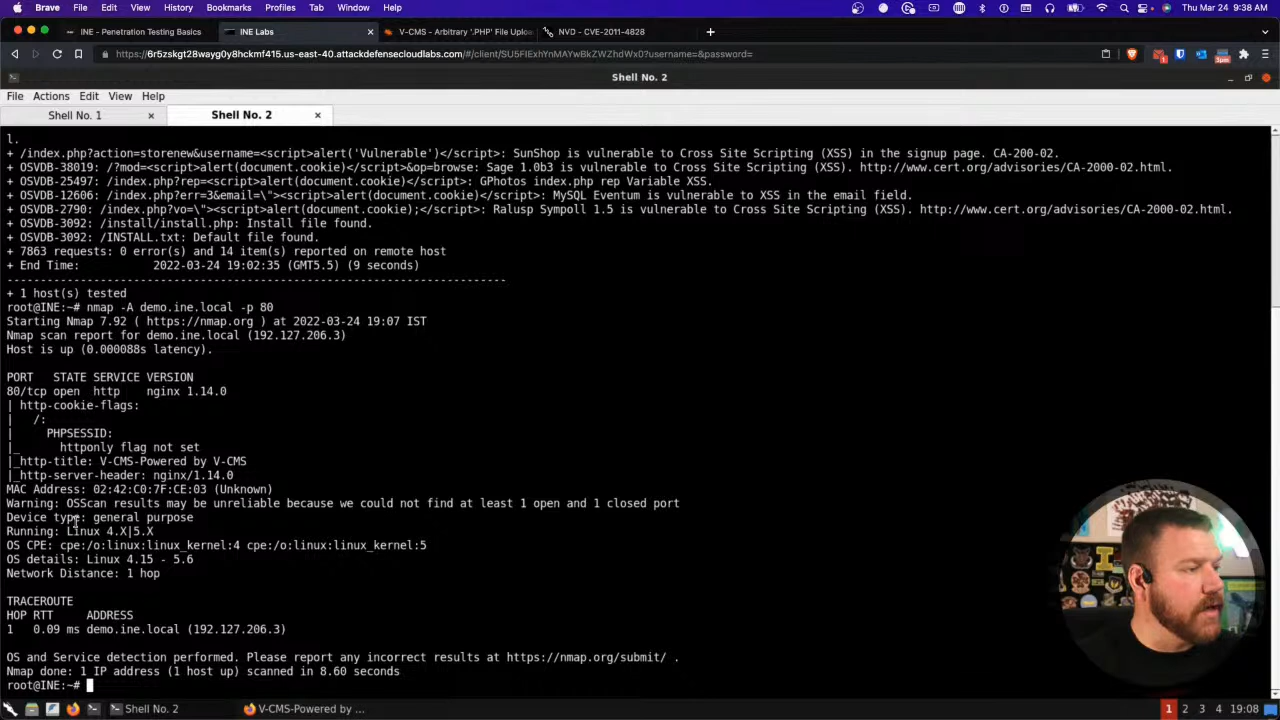 Brave File Edit View History Bookmarks Profiles Tab Window Help Thu Mar 24 9:38 AM
INE - Penetration Testing Basics INE Labs V-CMS - Arbitrary '.PHP' File Uploa NVD - CVE-2011-4828
Shell No. 2
File Actions Edit View Help
Shell No. 1 Shell No. 2
l.
+ /index.php?action=storenew&username=<script>alert('Vulnerable')</script>: SunShop is vulnerable to Cross Site Scripting (XSS) in the signup page. CA-200-02.
+ OSVDB-38019: /?mod=<script>alert(document.cookie)</script>&op=browse: Sage 1.0b3 is vulnerable to Cross Site Scripting (XSS). http://www.cert.org/advisories/CA-2000-02.html.
+ OSVDB-25497: /index.php?rep=<script>alert(document.cookie)</script>: GPhotos index.php rep Variable XSS.
+ OSVDB-12606: /index.php?err=3&email=\"><script>alert(document.cookie)</script>: MySQL Eventum is vulnerable to XSS in the email field.
+ OSVDB-2790: /index.php?vo=\"><script>alert(document.cookie);</script>: Ralusp Sympoll 1.5 is vulnerable to Cross Site Scripting (XSS). http://www.cert.org/advisories/CA-2000-02.html.
+ OSVDB-3092: /install/install.php: Install file found.
+ OSVDB-3092: /INSTALL.txt: Default file found.
+ 7863 requests: 0 error(s) and 14 item(s) reported on remote host
+ End Time: 2022-03-24 19:02:35 (GMT5.5) (9 seconds)
---------------------------------------------------------------------------
+ 1 host(s) tested
root@INE:~# nmap -A demo.ine.local -p 80
Starting Nmap 7.92 ( https://nmap.org ) at 2022-03-24 19:07 IST
Nmap scan report for demo.ine.local (192.127.206.3)
Host is up (0.000088s latency).
PORT STATE SERVICE VERSION
80/tcp open http nginx 1.14.0
| http-cookie-flags:
| /:
| PHPSESSID:
|_ httponly flag not set
|_http-title: V-CMS-Powered by V-CMS
|_http-server-header: nginx/1.14.0
MAC Address: 02:42:C0:7F:CE:03 (Unknown)
Warning: OSScan results may be unreliable because we could not find at least 1 open and 1 closed port
Device type: general purpose
Running: Linux 4.X|5.X
OS CPE: cpe:/o:linux:linux_kernel:4 cpe:/o:linux:linux_kernel:5
OS details: Linux 4.15 - 5.6
Network Distance: 1 hop
TRACEROUTE
HOP RTT ADDRESS
1 0.09 ms demo.ine.local (192.127.206.3)
OS and Service detection performed. Please report any incorrect results at https://nmap.org/submit/ .
Nmap done: 1 IP address (1 host up) scanned in 8.60 seconds
root@INE:~#
Shell No. 2 V-CMS-Powered by V-CMS ... 1 2 3 4 19:08